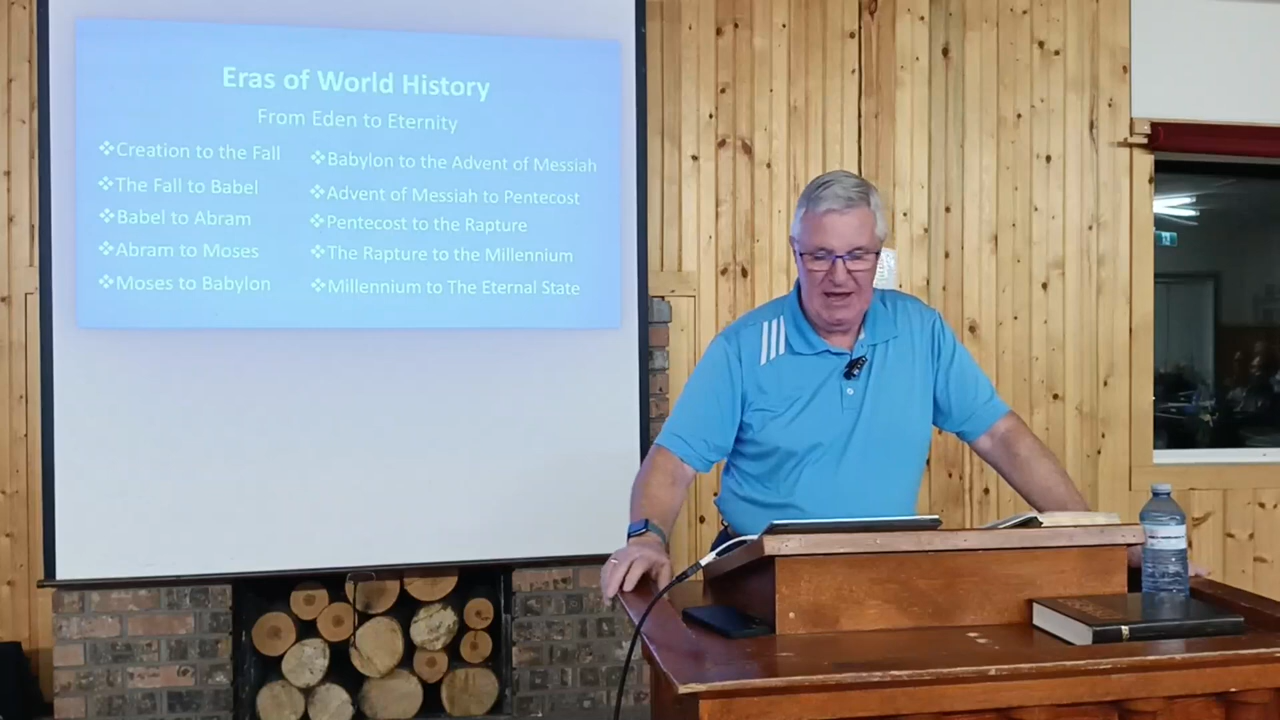 Eras of World History
From Eden to Eternity
❖Creation to the Fall
❖The Fall to Babel
❖Babel to Abram
❖Abram to Moses
❖Moses to Babylon
❖Babylon to the Advent of Messiah
❖Advent of Messiah to Pentecost
❖Pentecost to the Rapture
❖The Rapture to the Millennium
❖Millennium to The Eternal State